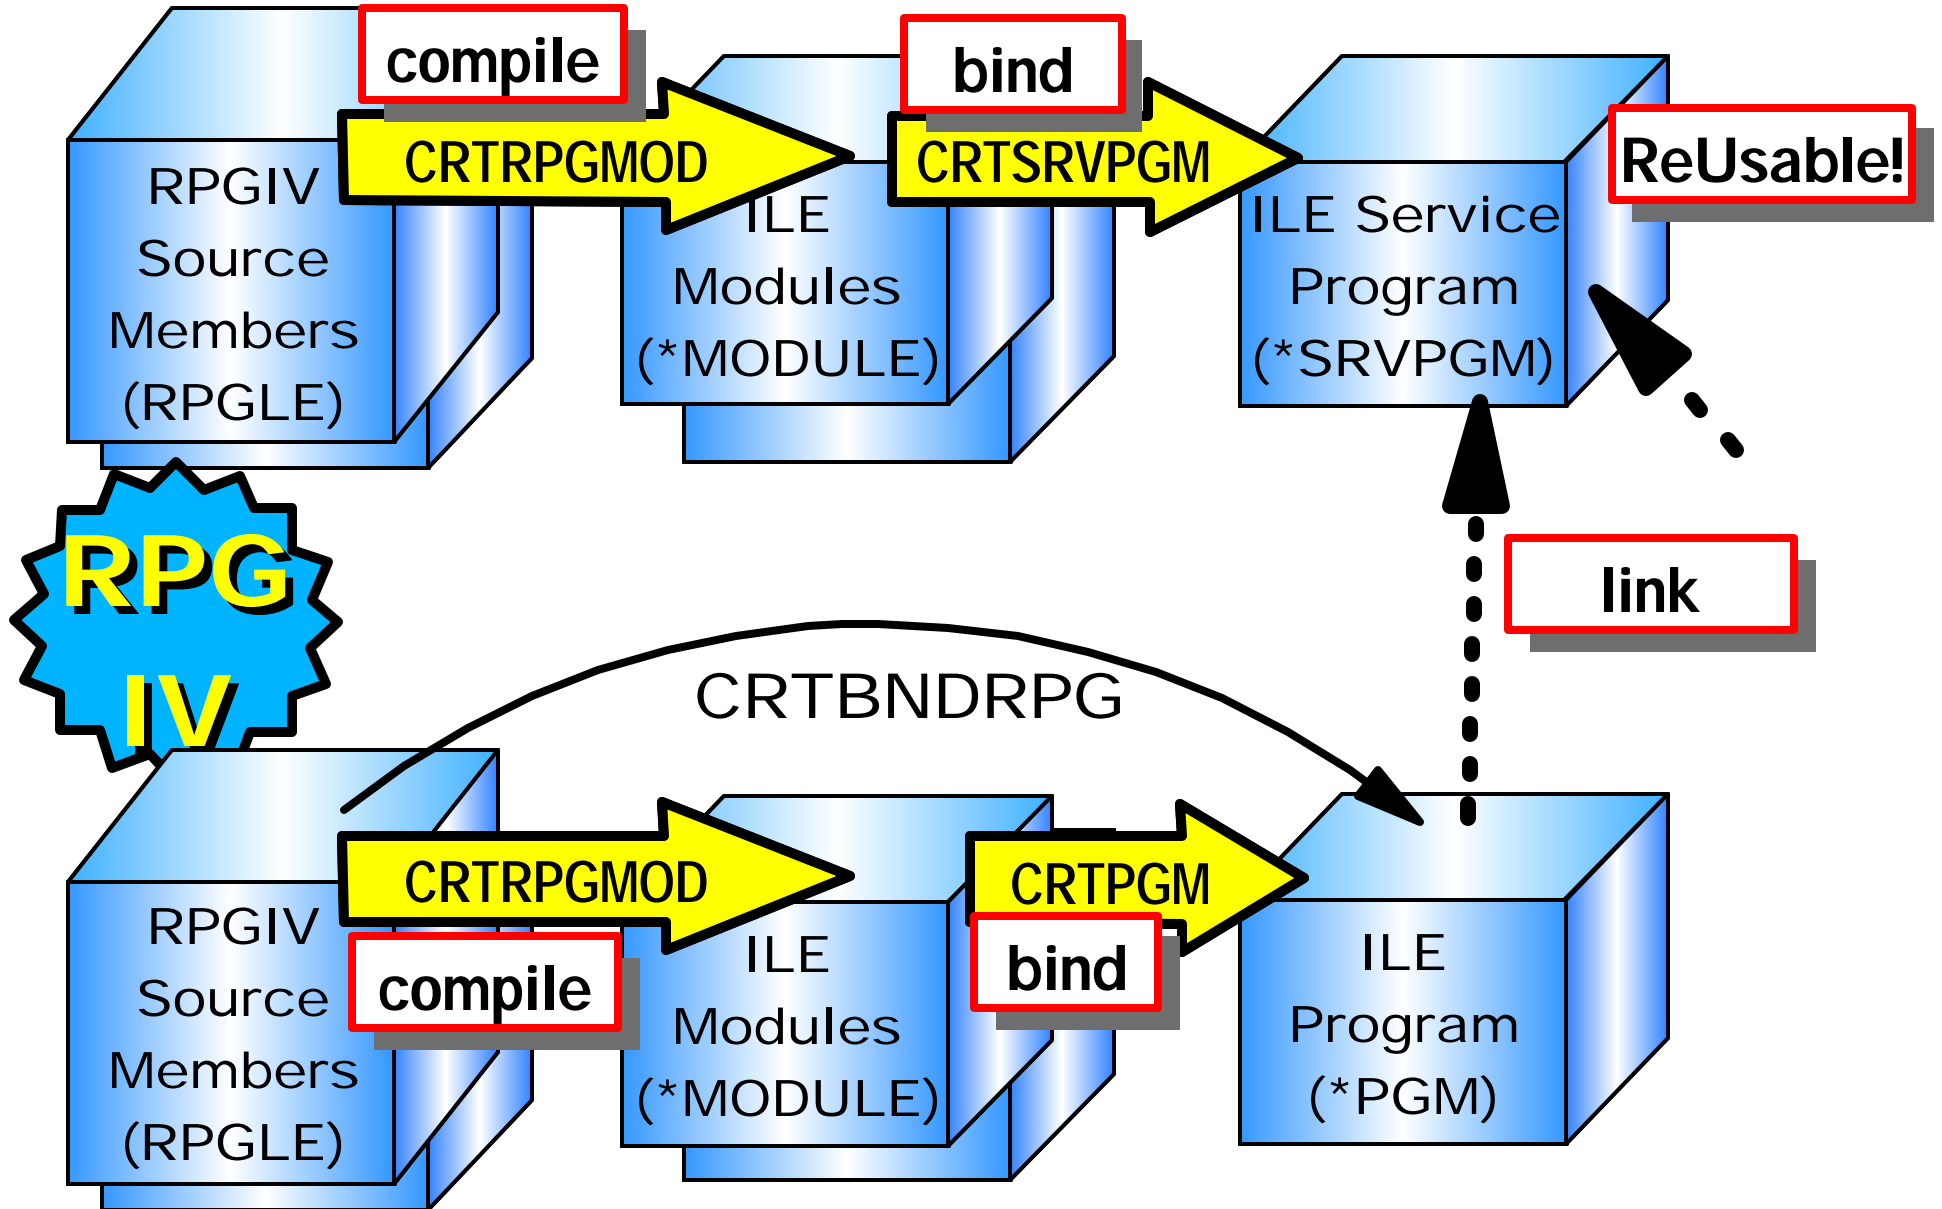 compile
bind
CRTRPGMOD
CRTSRVPGM
ReUsable!
RPGIV
Source
Members
(RPGLE)
ILE
Modules
(*MODULE)
ILE Service
Program
(*SRVPGM)
RPG
IV
link
CRTBNDRPG
CRTRPGMOD
CRTPGM
compile
bind
RPGIV
Source
Members
(RPGLE)
ILE
Modules
(*MODULE)
ILE
Program
(*PGM)